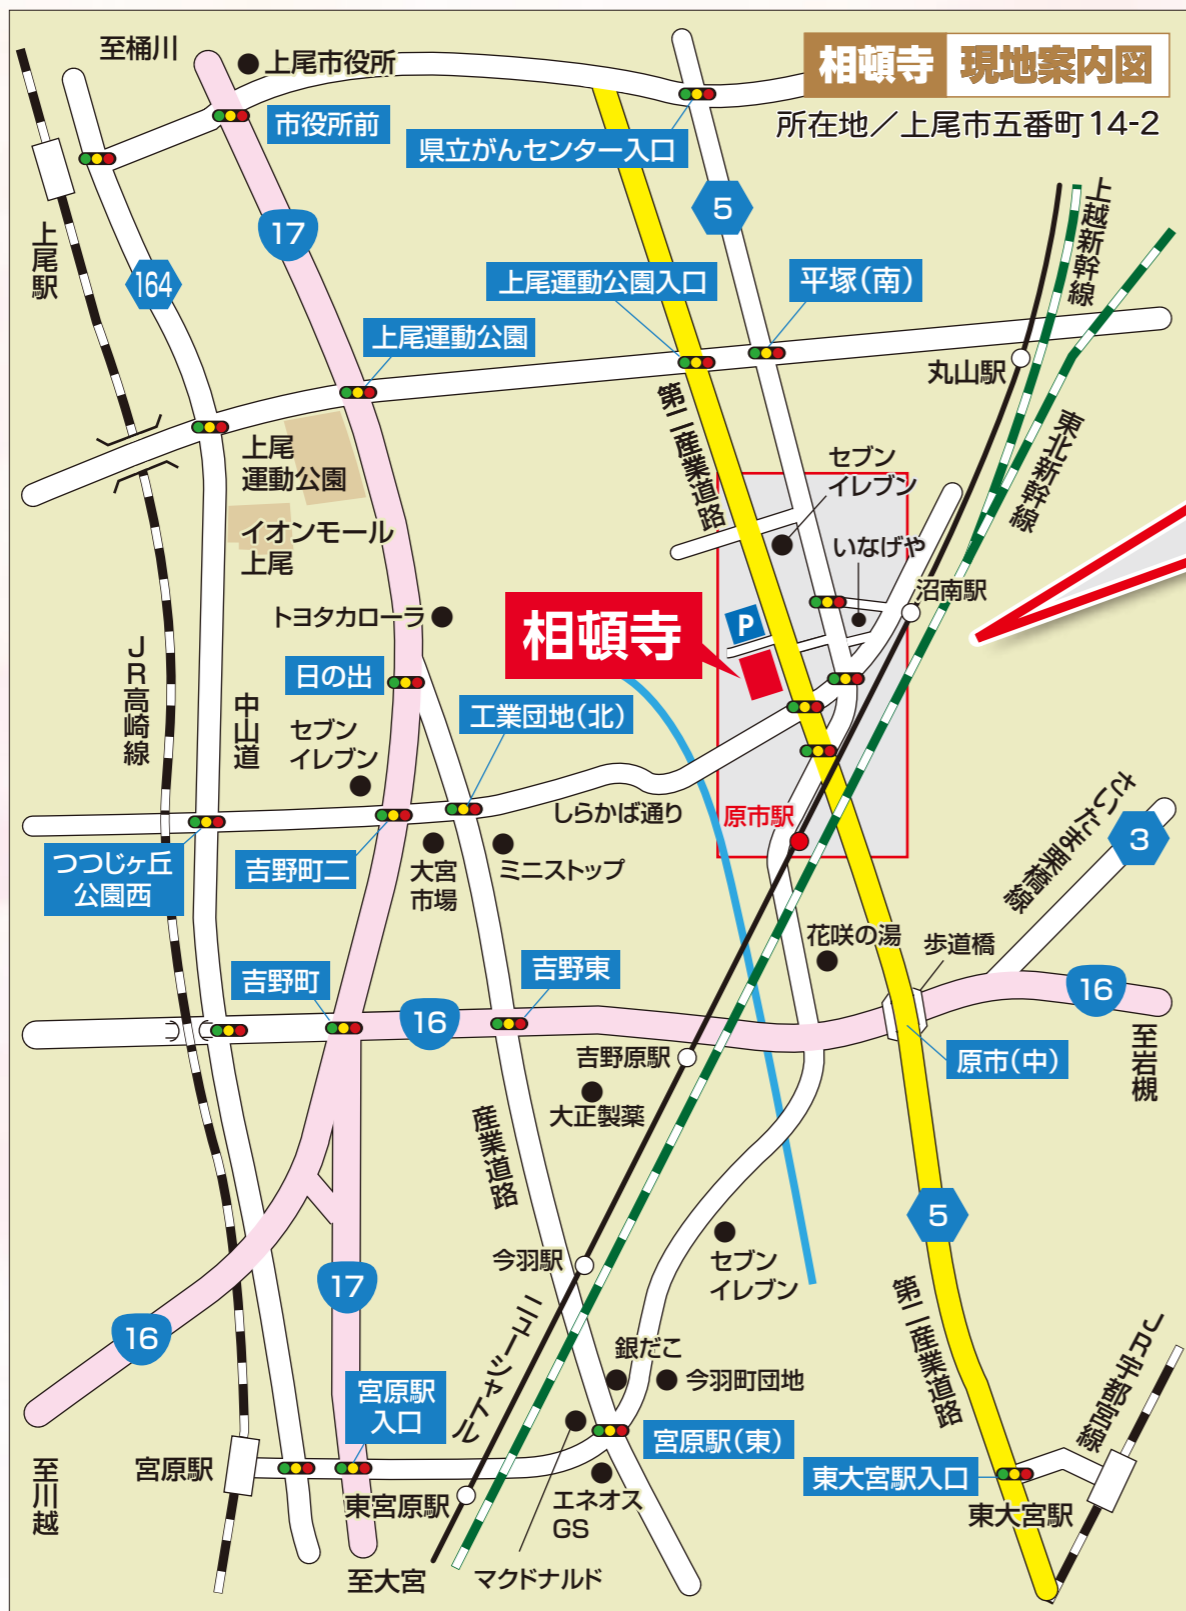 至桶川
上尾市役所
相頓寺 現地案内図
所在地／上尾市五番町14-2
市役所前
県立がんセンター入口
5
17
上尾駅
164
上越新幹線
上尾運動公園入口
平塚(南)
上尾運動公園
丸山駅
第二産業道路
東北新幹線
上尾
運動公園
セブン
イレブン
イオンモール
上尾
いなげや
沼南駅
トヨタカローラ
相頓寺
P
JR高崎線
中山道
日の出
工業団地(北)
セブン
イレブン
しらかば通り
原市駅
さいたま栗橋線
3
つつじヶ丘
公園西
吉野町二
大宮
市場
ミニストップ
花咲の湯
歩道橋
吉野町
吉野東
16
16
至岩槻
吉野原駅
原市(中)
大正製薬
産業道路
5
今羽駅
セブン
イレブン
17
16
ニューシャトル
第二産業道路
JR宇都宮線
銀だこ
今羽町団地
宮原駅
入口
宮原駅(東)
至川越
宮原駅
東大宮駅入口
東宮原駅
エネオス
GS
東大宮駅
至大宮
マクドナルド